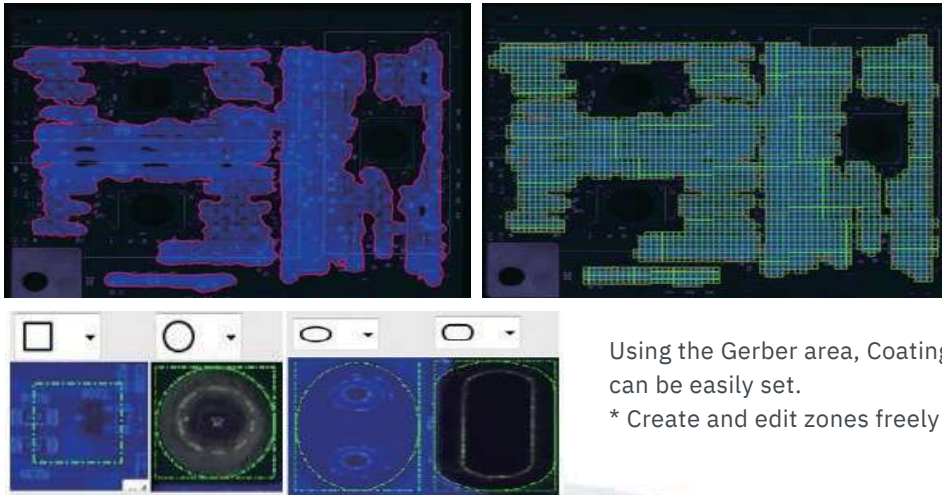 Using the Gerber area, Coating
can be easily set.
* Create and edit zones freely